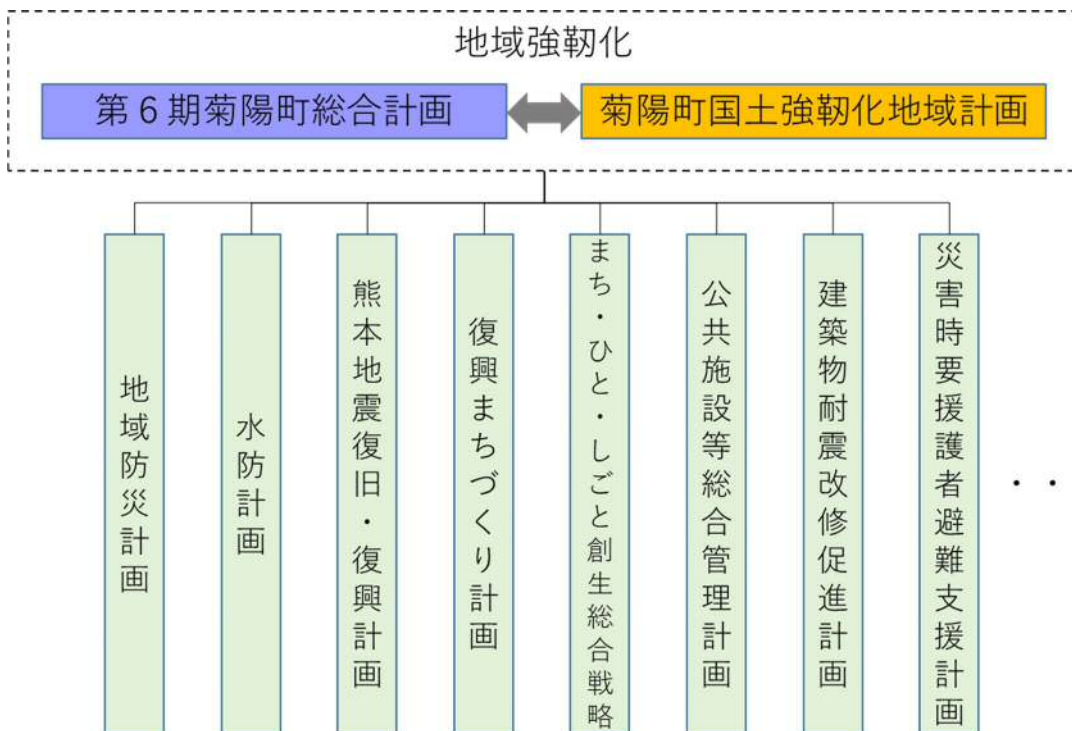 地域強靭化
第6期菊陽町総合計画
菊陽町国土強靭化地域計画
地域防災計画
水防計画
熊本地震復旧・復興計画
復興まちづくり計画
まち・ひと・しごと創生総合戦略
公共施設等総合管理計画
建築物耐震改修促進計画
災害時要援護者避難支援計画
・・